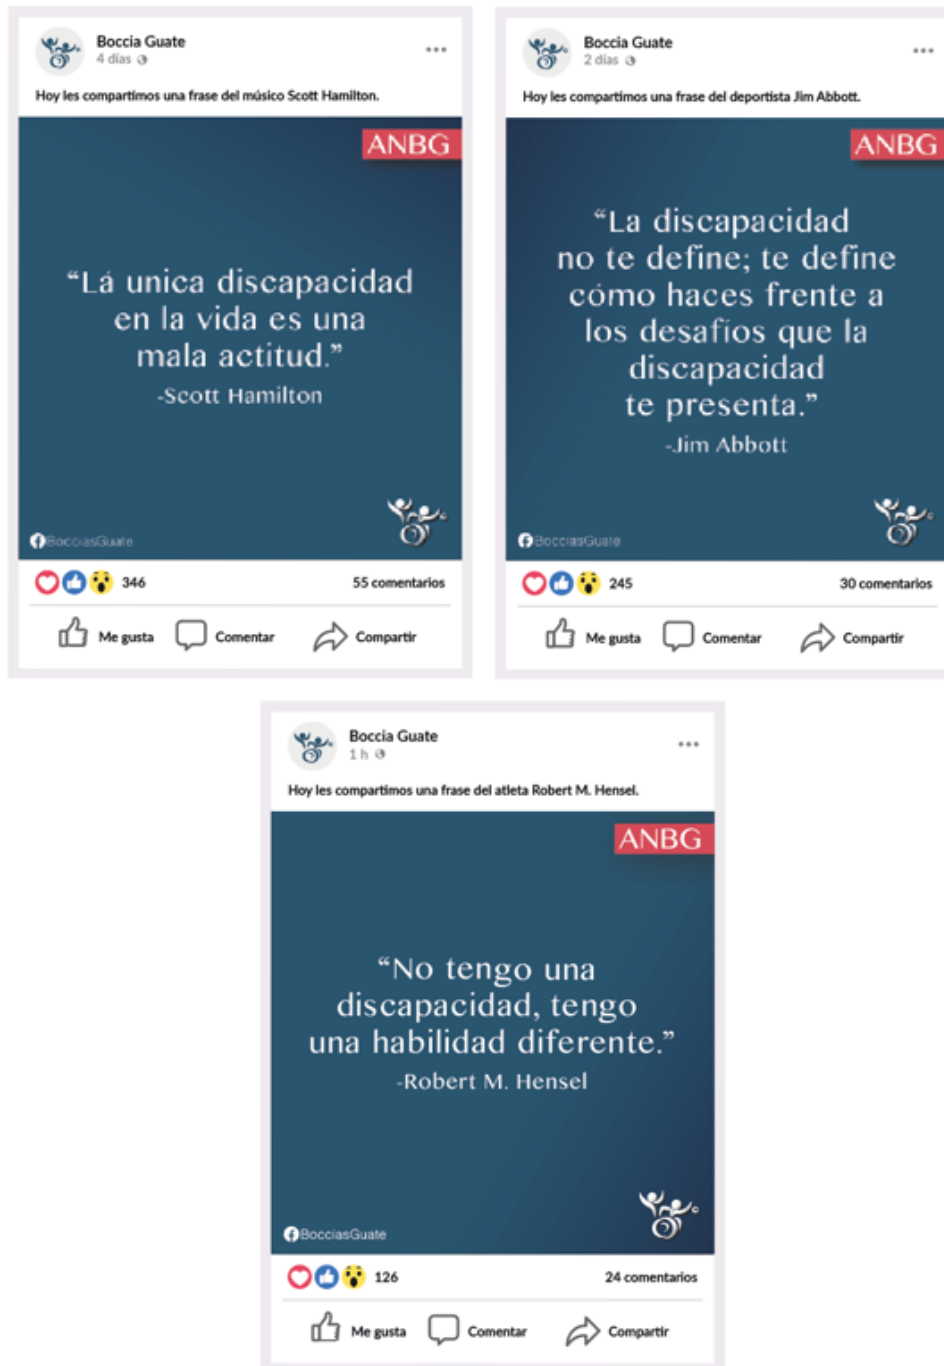 Boccia Guate
4 días
Hoy les compartimos una frase del músico Scott Hamilton.
ANBG
“Lá unica discapacidad
en la vida es una
mala actitud.”
-Scott Hamilton
BocciasGuate
346
55 comentarios
Me gusta Comentar Compartir
Boccia Guate
2 días
Hoy les compartimos una frase del deportista Jim Abbott.
ANBG
“La discapacidad
no te define; te define
cómo haces frente a
los desafíos que la
discapacidad
te presenta.”
-Jim Abbott
BocciasGuate
245
30 comentarios
Me gusta Comentar Compartir
Boccia Guate
1 h
Hoy les compartimos una frase del atleta Robert M. Hensel.
ANBG
“No tengo una
discapacidad, tengo
una habilidad diferente.”
-Robert M. Hensel
BocciasGuate
126
24 comentarios
Me gusta Comentar Compartir